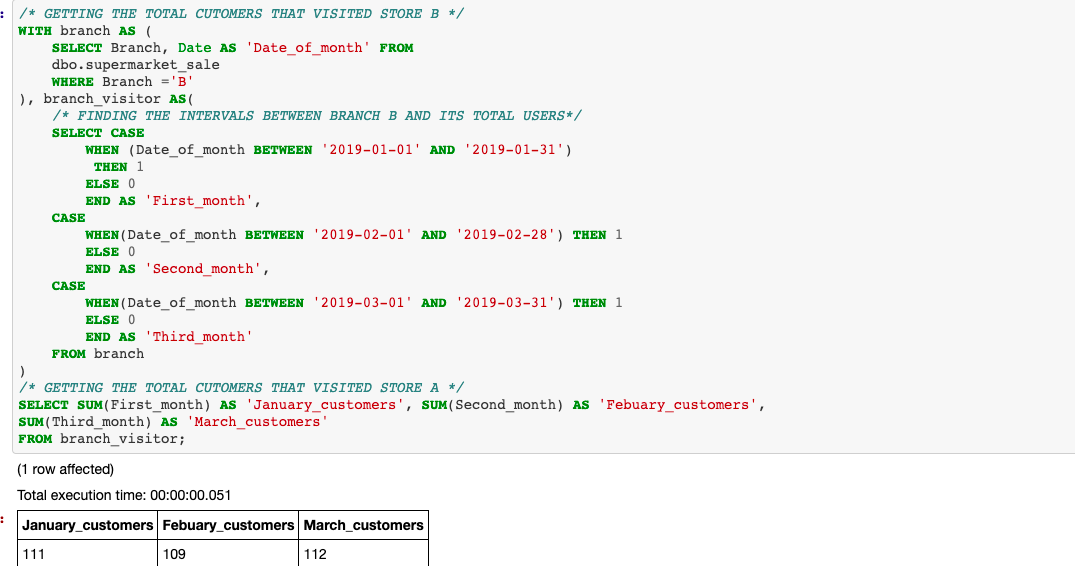 :
/* GETTING THE TOTAL CUTOMERS THAT VISITED STORE B */
WITH branch AS (
    SELECT Branch, Date AS 'Date_of_month' FROM
    dbo.supermarket_sale
    WHERE Branch ='B'
), branch_visitor AS(
    /* FINDING THE INTERVALS BETWEEN BRANCH B AND ITS TOTAL USERS*/
    SELECT CASE
        WHEN (Date_of_month BETWEEN '2019-01-01' AND '2019-01-31')
         THEN 1
        ELSE 0
        END AS 'First_month',
    CASE
        WHEN(Date_of_month BETWEEN '2019-02-01' AND '2019-02-28') THEN 1
        ELSE 0
        END AS 'Second_month',
    CASE
        WHEN(Date_of_month BETWEEN '2019-03-01' AND '2019-03-31') THEN 1
        ELSE 0
        END AS 'Third_month'
    FROM branch
)
/* GETTING THE TOTAL CUTOMERS THAT VISITED STORE A */
SELECT SUM(First_month) AS 'January_customers', SUM(Second_month) AS 'Febuary_customers',
SUM(Third_month) AS 'March_customers'
FROM branch_visitor;
(1 row affected)
Total execution time: 00:00:00.051
:
January_customers Febuary_customers March_customers
111 109 112